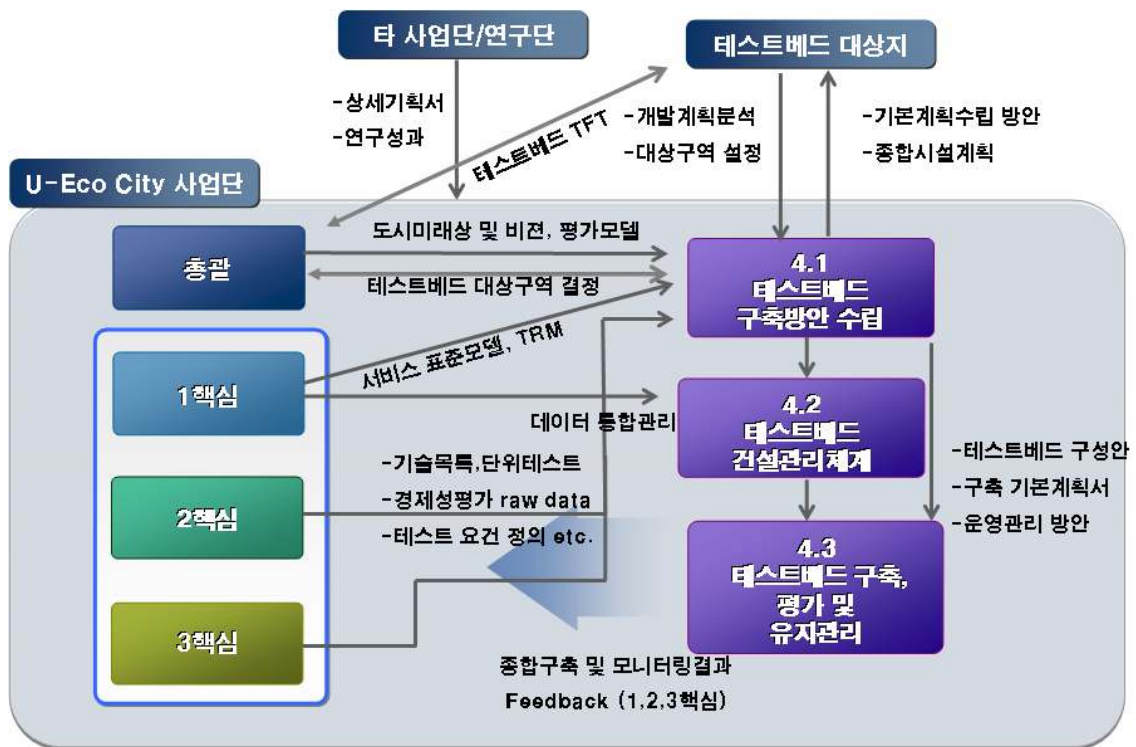 타 사업단/연구단
테스트베드 대상지
-상세기획서
-연구성과
테스트베드 TFT
-개발계획분석
-대상구역 설정
-기본계획수립 방안
-종합시설계획
U-Eco City 사업단
총괄
도시미래상 및 비젼, 평가모델
테스트베드 대상구역 결정
4.1
테스트베드
구축방안 수립
1핵심
서비스 표준모델, TRM
데이터 통합관리
4.2
테스트베드
건설관리체계
-기술목록,단위테스트
-경제성평가 raw data
-테스트 요건 정의 etc.
-테스트베드 구성안
-구축 기본계획서
-운영관리 방안
2핵심
4.3
테스트베드 구축,
평가 및
유지관리
3핵심
종합구축 및 모니터링결과
Feedback (1,2,3핵심)